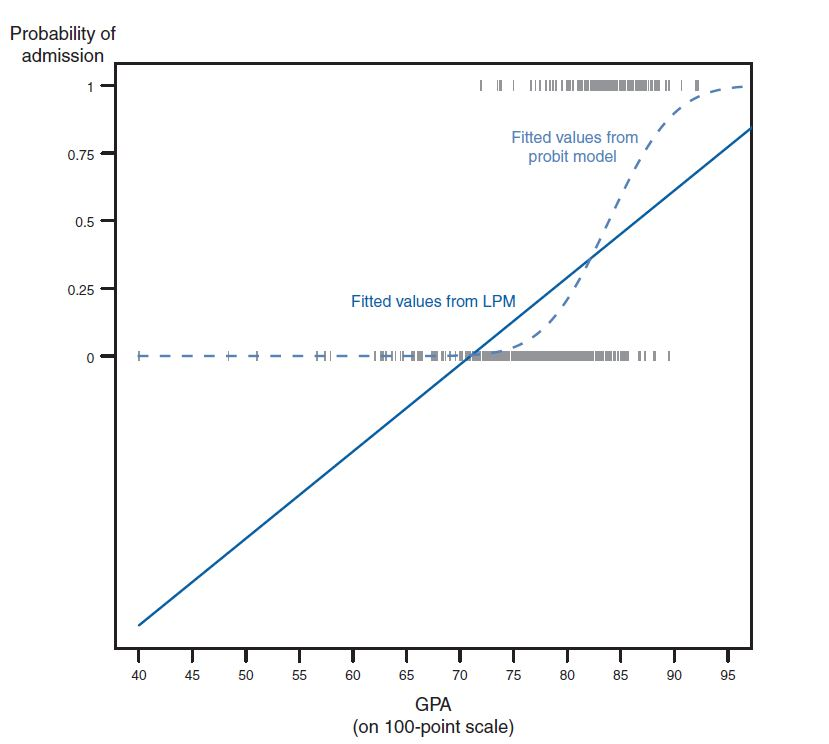 Probability of
admission
1
0.75
0.5
0.25
0
Fitted values from
probit model
Fitted values from LPM
40 45 50 55 60 65 70 75 80 85 90 95
GPA
(on 100-point scale)